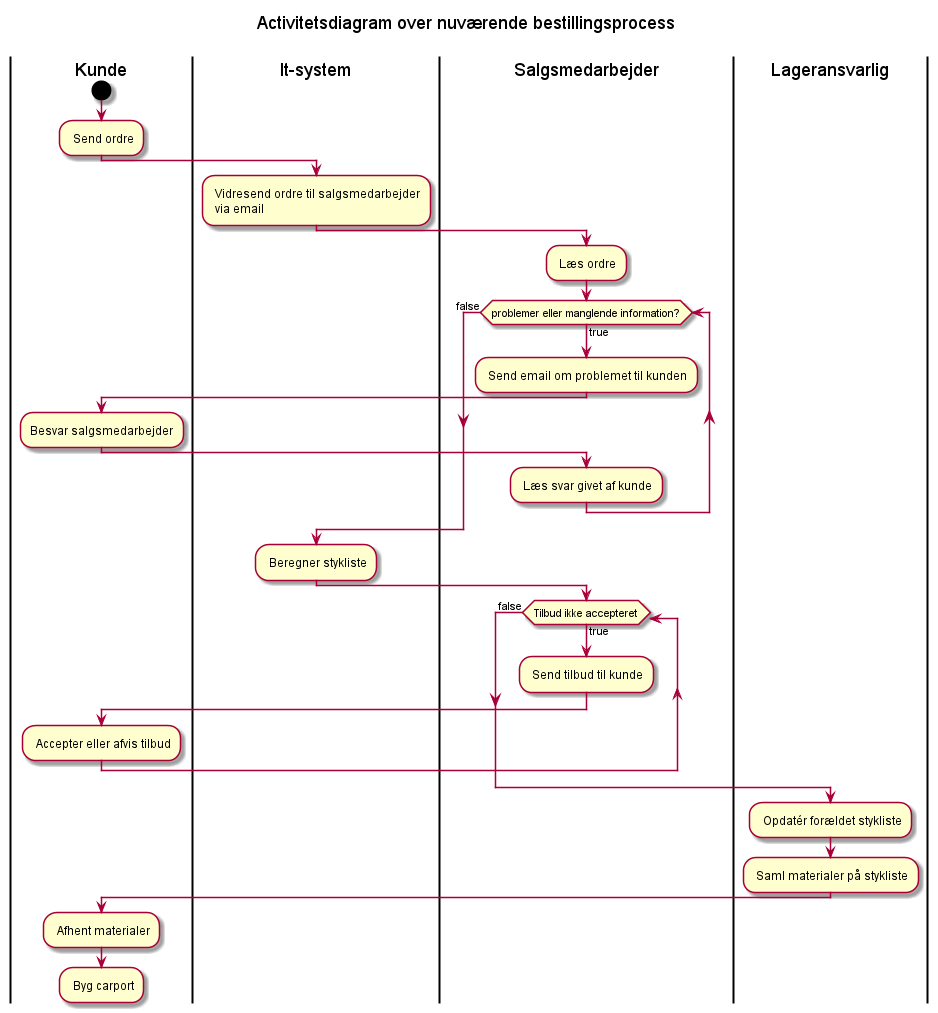 Activitetsdiagram over nuværende bestillingsprocess
Kunde
It-system
Salgsmedarbejder
Lageransvarlig
Send ordre
Vidresend ordre til salgsmedarbejder
via email
Læs ordre
false
problemer eller manglende information?
true
Send email om problemet til kunden
Besvar salgsmedarbejder
Læs svar givet af kunde
Beregner stykliste
false
Tilbud ikke accepteret
true
Send tilbud til kunde
Accepter eller afvis tilbud
Opdatér forældet stykliste
Saml materialer på stykliste
Afhent materialer
Byg carport